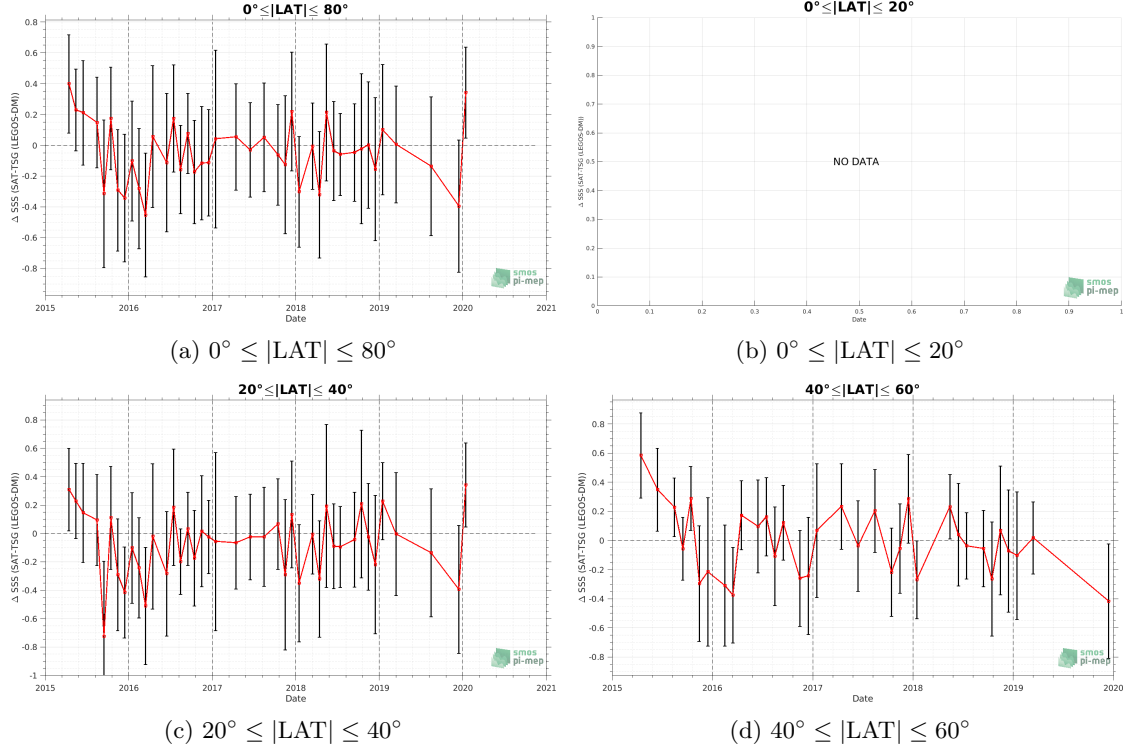 0°≤|LAT|≤ 80°
Δ SSS (SAT-TSG (LEGOS-DM))
0.8
0.6
0.4
0.2
0
-0.2
-0.4
-0.6
-0.8
2015 2016 2017 2018 2019 2020 2021
Date
smos
pi-mep
(a) 0° ≤ |LAT| ≤ 80°
0°≤|LAT|≤ 20°
Δ SSS (SAT-TSG (LEGOS-DM))
1
0.9
0.8
0.7
0.6
0.5
0.4
0.3
0.2
0.1
0
NO DATA
0 0.1 0.2 0.3 0.4 0.5 0.6 0.7 0.8 0.9 1
Date
smos
pi-mep
(b) 0° ≤ |LAT| ≤ 20°
20°≤|LAT|≤ 40°
Δ SSS (SAT-TSG (LEGOS-DM))
0.8
0.6
0.4
0.2
0
-0.2
-0.4
-0.6
-0.8
-1
2015 2016 2017 2018 2019 2020 2021
Date
smos
pi-mep
(c) 20° ≤ |LAT| ≤ 40°
40°≤|LAT|≤ 60°
Δ SSS (SAT-TSG (LEGOS-DM))
0.8
0.6
0.4
0.2
0
-0.2
-0.4
-0.6
-0.8
2015 2016 2017 2018 2019 2020
Date
smos
pi-mep
(d) 40° ≤ |LAT| ≤ 60°